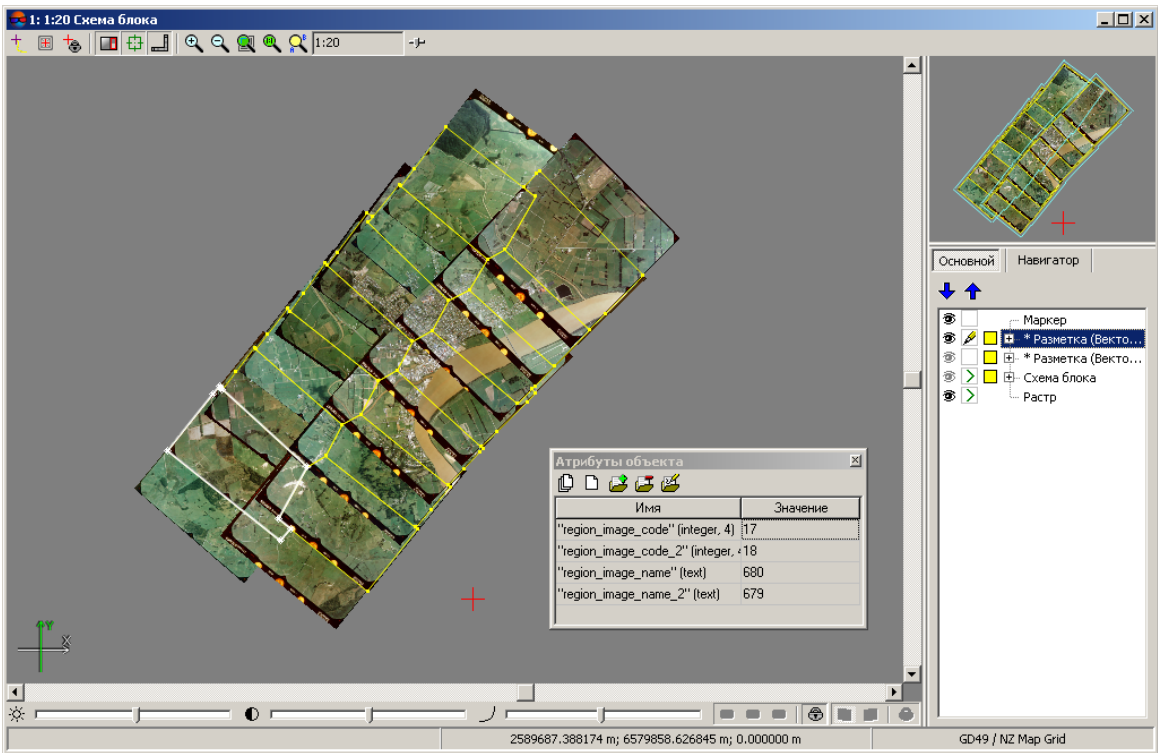 1: 1:20 Схема блока
1:20
Основной Навигатор
Маркер
* Разметка (Векто...
* Разметка (Векто...
Схема блока
Растр
Атрибуты объекта
Имя Значение
"region_image_code" (integer, 4) 17
"region_image_code_2" (integer, 4 18
"region_image_name" (text) 680
"region_image_name_2" (text) 679
Y
X
2589687.388174 m; 6579858.626845 m; 0.000000 m GD49 / NZ Map Grid